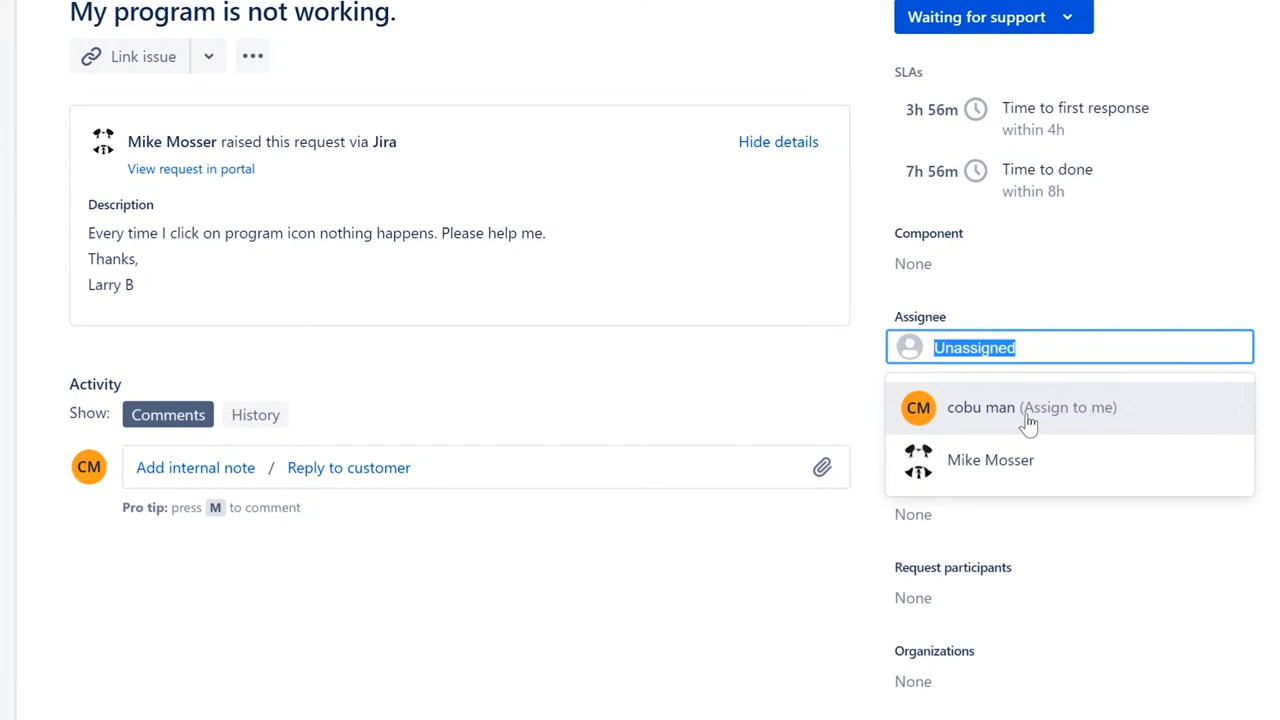 My program is not working.
Link issue
Mike Mosser raised this request via Jira
Hide details
View request in portal
Description
Every time I click on program icon nothing happens. Please help me.
Thanks,
Larry B
Activity
Show: Comments History
CM
Add internal note / Reply to customer
Pro tip: press M to comment
Waiting for support
SLAs
3h 56m Time to first response
within 4h
7h 56m Time to done
within 8h
Component
None
Assignee
Unassigned
CM cobu man (Assign to me)
Mike Mosser
None
Request participants
None
Organizations
None